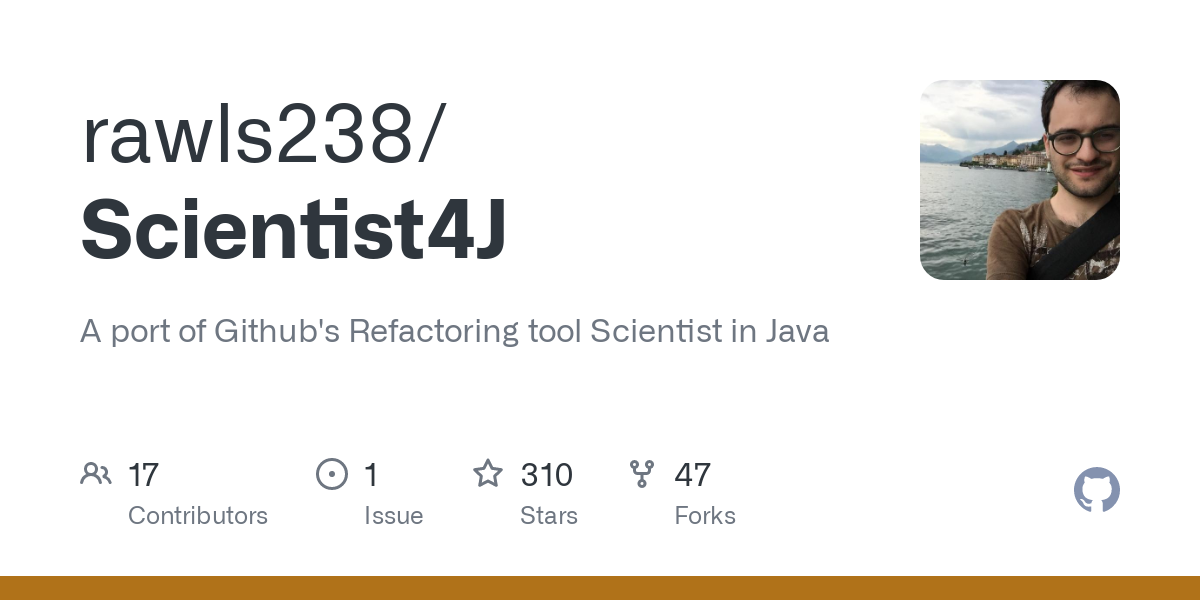 rawls238/
Scientist4J
A port of Github's Refactoring tool Scientist in Java
17
Contributors
1
Issue
310
Stars
47
Forks